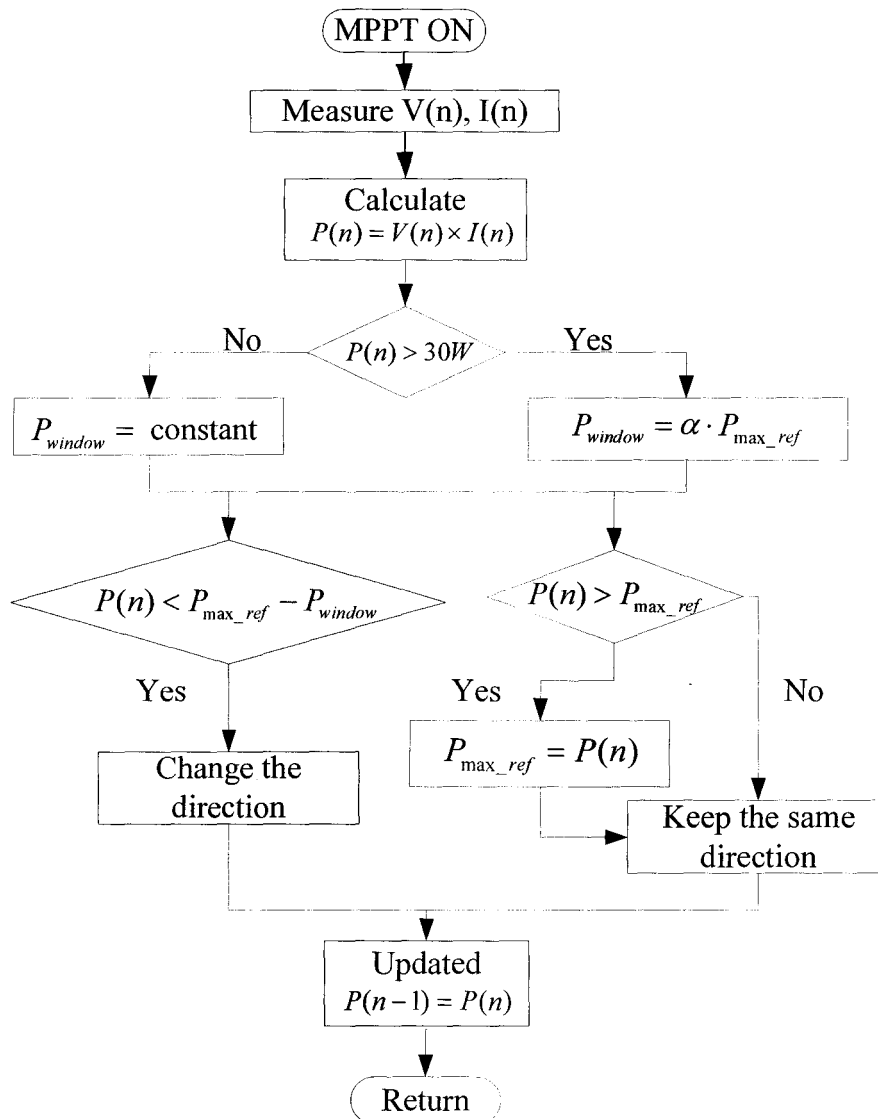 MPPT ON
Measure V(n), I(n)
Calculate
P(n) = V(n) × I(n)
No
P(n) > 30W
Yes
P_window = constant
P_window = α · P_max_ref
P(n) < P_max_ref − P_window
P(n) > P_max_ref
Yes
Yes
No
Change the
direction
P_max_ref = P(n)
Keep the same
direction
Updated
P(n−1) = P(n)
Return